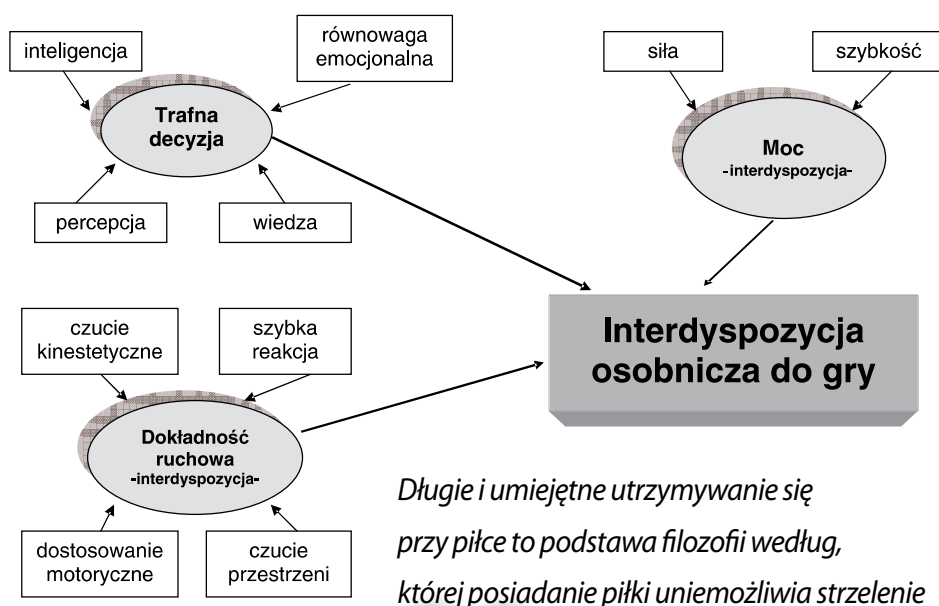 inteligencja
równowaga
emocjonalna
Trafna
decyzja
percepcja
wiedza
siła
szybkość
Moc
-interdyspozycja-
czucie
kinestetyczne
szybka
reakcja
Dokładność
ruchowa
-interdyspozycja-
dostosowanie
motoryczne
czucie
przestrzeni
Interdyspozycja
osobnicza do gry
Długie i umiejętne utrzymywanie się
przy piłce to podstawa filozofii według,
której posiadanie piłki uniemożliwia strzelenie